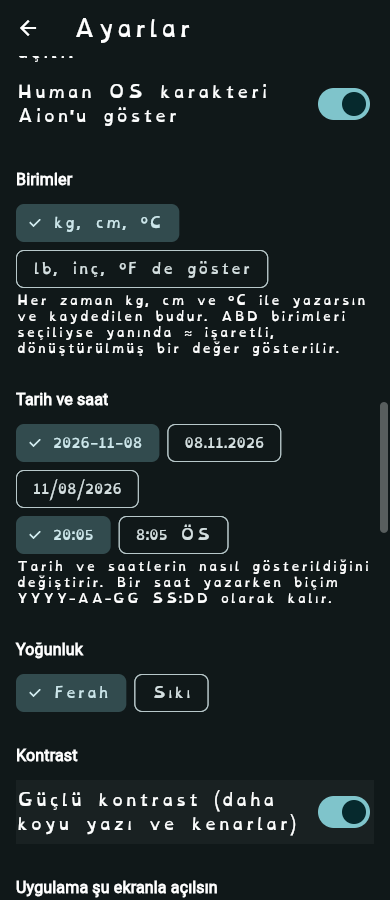 Ayarlar
Human OS karakteri
Aion'u göster
Birimler
kg, cm, °C
lb, inç, °F de göster
Her zaman kg, cm ve °C ile yazarsın
ve kaydedilen budur. ABD birimleri
seçiliyse yanında ≈ işaretli,
dönüştürülmüş bir değer gösterilir.
Tarih ve saat
2026-11-08 08.11.2026
11/08/2026
20:05 8:05 ÖS
Tarih ve saatlerin nasıl gösterildiğini
değiştirir. Bir saat yazarken biçim
YYYY-AA-GG SS:DD olarak kalır.
Yoğunluk
Ferah Sıkı
Kontrast
Güçlü kontrast (daha
koyu yazı ve kenarlar)
Uygulama şu ekranla açılsın